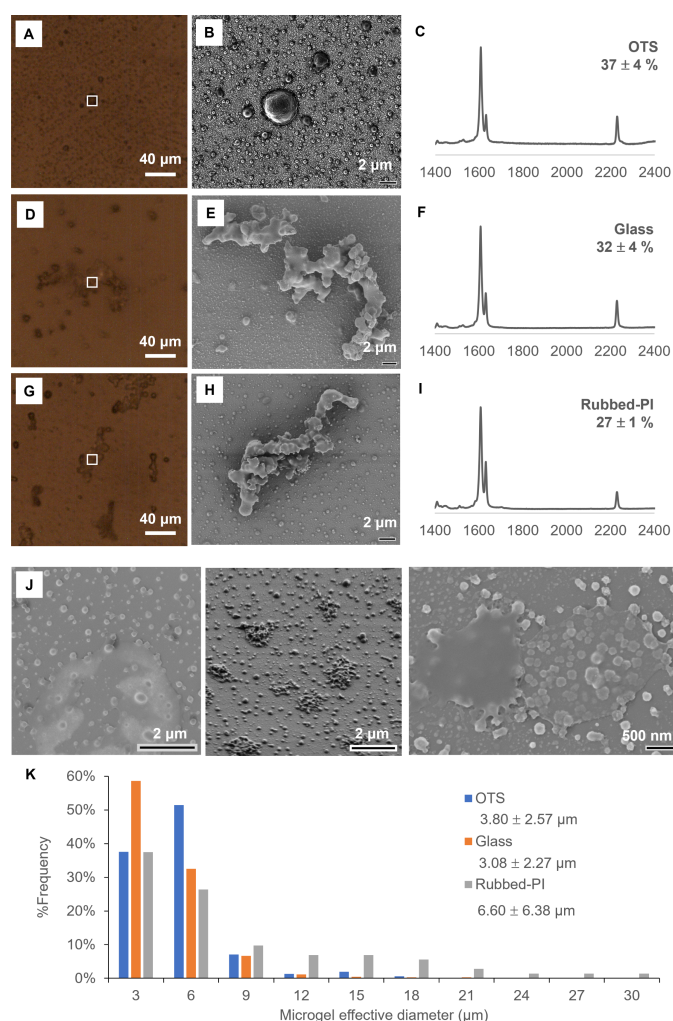 A
40 µm
B
2 µm
C
OTS
37 ± 4 %
1400 1600 1800 2000 2200 2400
D
40 µm
E
2 µm
F
Glass
32 ± 4 %
1400 1600 1800 2000 2200 2400
G
40 µm
H
2 µm
I
Rubbed-PI
27 ± 1 %
1400 1600 1800 2000 2200 2400
J
2 µm
2 µm
500 nm
K
%Frequency
60%
50%
40%
30%
20%
10%
0%
OTS
3.80 ± 2.57 µm
Glass
3.08 ± 2.27 µm
Rubbed-PI
6.60 ± 6.38 µm
3 6 9 12 15 18 21 24 27 30
Microgel effective diameter (µm)